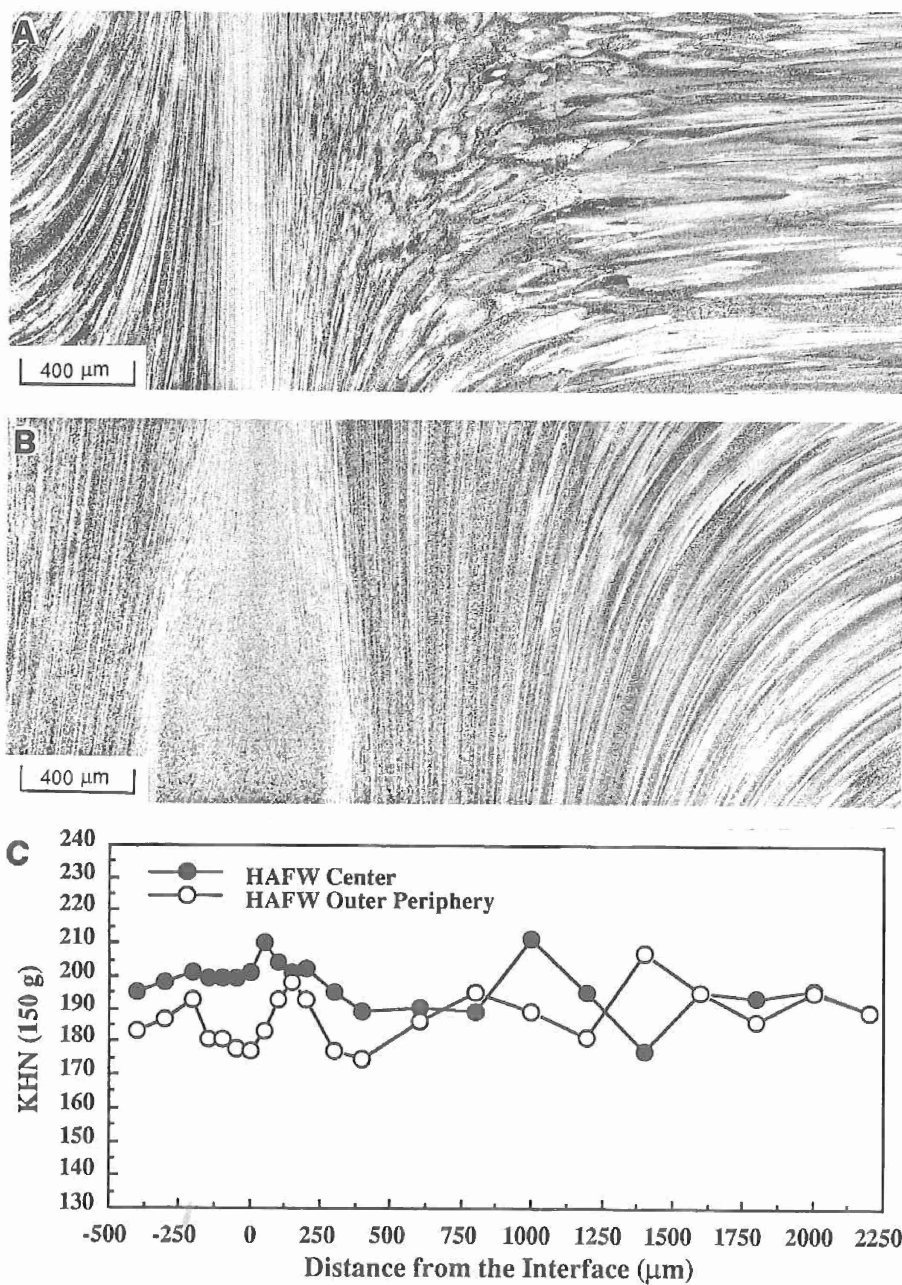 A
400 μm
B
400 μm
C
240
230
220
210
200
190
180
170
160
150
140
130
KHN (150 g)
HAFW Center
HAFW Outer Periphery
-500
-250
0
250
500
750
1000
1250
1500
1750
2000
2250
Distance from the Interface (μm)